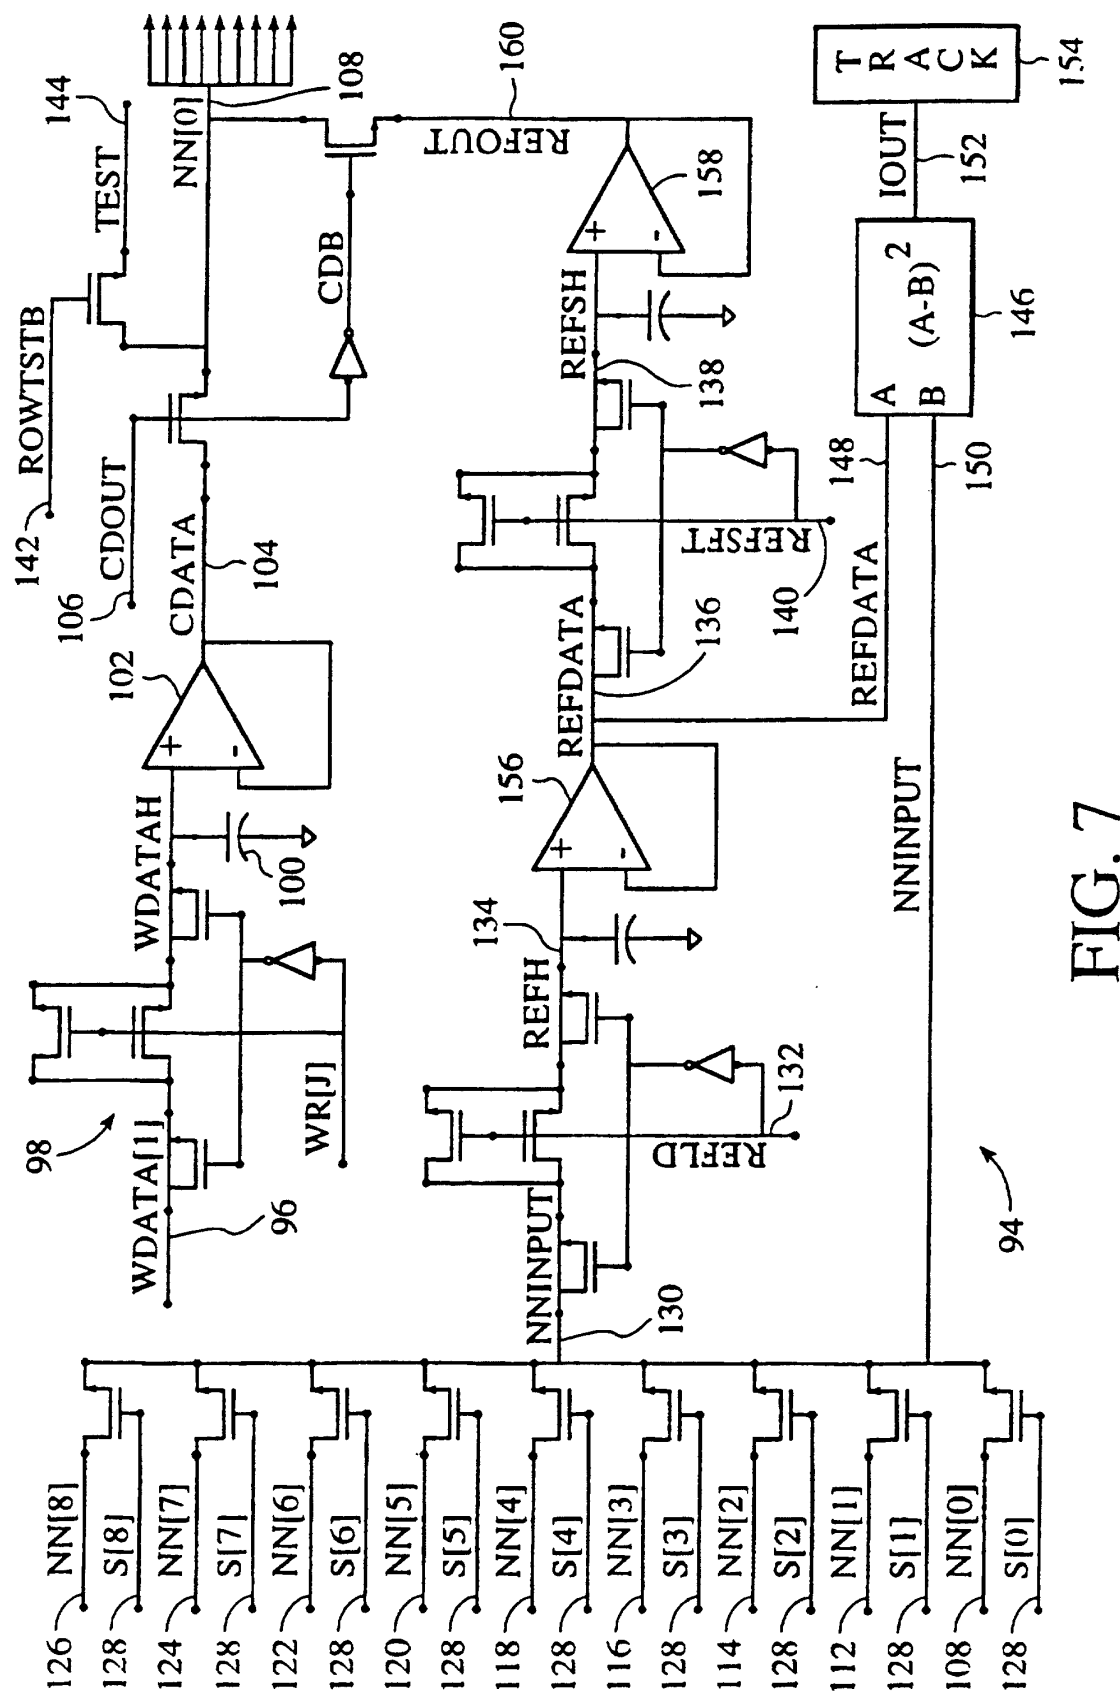 142
ROWTSTB
TEST
144
106
CDOUT
CDATA
104
NN[0]
108
98
WDATA[1]
96
WR[J]
WDATAH
100
102
+
-
CDB
REFOUT
160
126
NN[8]
128
S[8]
124
NN[7]
128
S[7]
122
NN[6]
128
S[6]
120
NN[5]
128
S[5]
118
NN[4]
128
S[4]
116
NN[3]
128
S[3]
114
NN[2]
128
S[2]
112
NN[1]
128
S[1]
108
NN[0]
128
S[0]
NNINPUT
130
REFLD
132
REFH
134
156
+
-
REFDATA
136
REFSFT
140
REFSH
138
+
-
158
REFDATA
148
A
NNINPUT
150
B
(A-B)2
146
IOUT
152
TRACK
154
94
FIG. 7